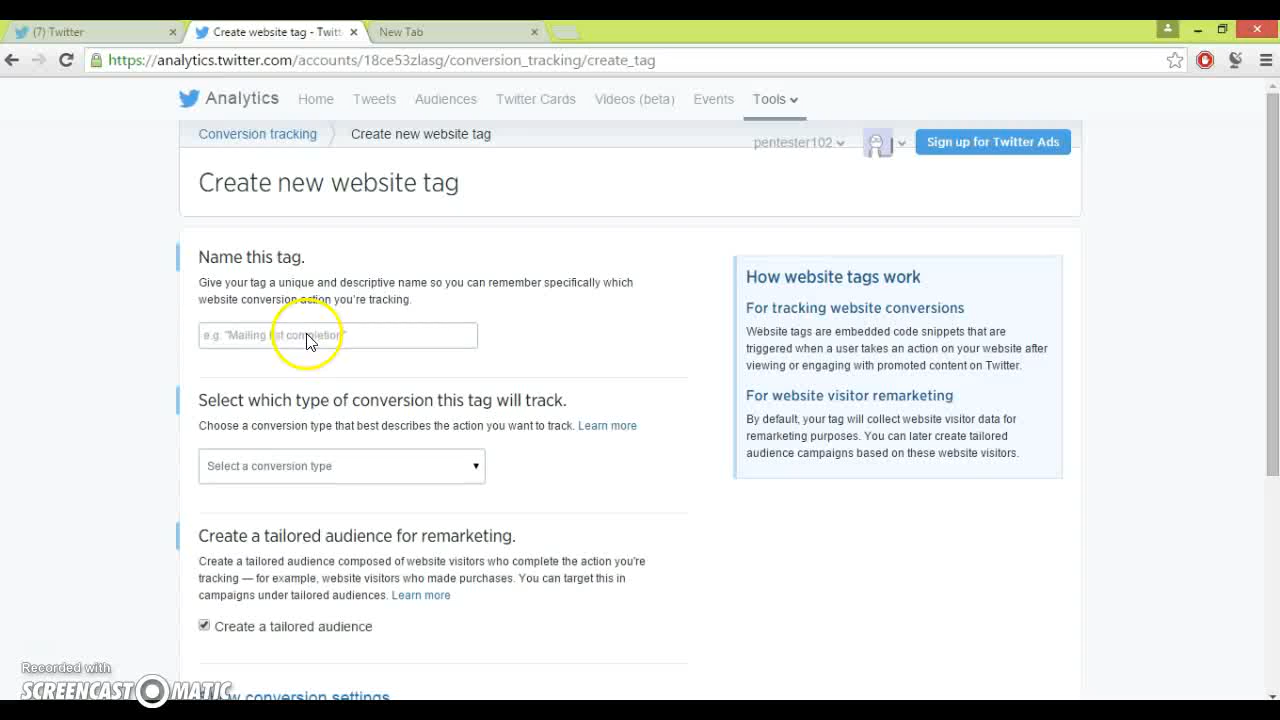 (7) Twitter
Create website tag - Twitt
New Tab
https://analytics.twitter.com/accounts/18ce53zlasg/conversion_tracking/create_tag
Analytics Home Tweets Audiences Twitter Cards Videos (beta) Events Tools
Conversion tracking Create new website tag
pentester102 Sign up for Twitter Ads
Create new website tag
Name this tag.
Give your tag a unique and descriptive name so you can remember specifically which
website conversion action you're tracking.
e.g. "Mailing list completion"
Select which type of conversion this tag will track.
Choose a conversion type that best describes the action you want to track. Learn more
Select a conversion type
Create a tailored audience for remarketing.
Create a tailored audience composed of website visitors who complete the action you're
tracking — for example, website visitors who made purchases. You can target this in
campaigns under tailored audiences. Learn more
Create a tailored audience
conversion settings
How website tags work
For tracking website conversions
Website tags are embedded code snippets that are
triggered when a user takes an action on your website after
viewing or engaging with promoted content on Twitter.
For website visitor remarketing
By default, your tag will collect website visitor data for
remarketing purposes. You can later create tailored
audience campaigns based on these website visitors.
Recorded with
SCREENCAST-O-MATIC